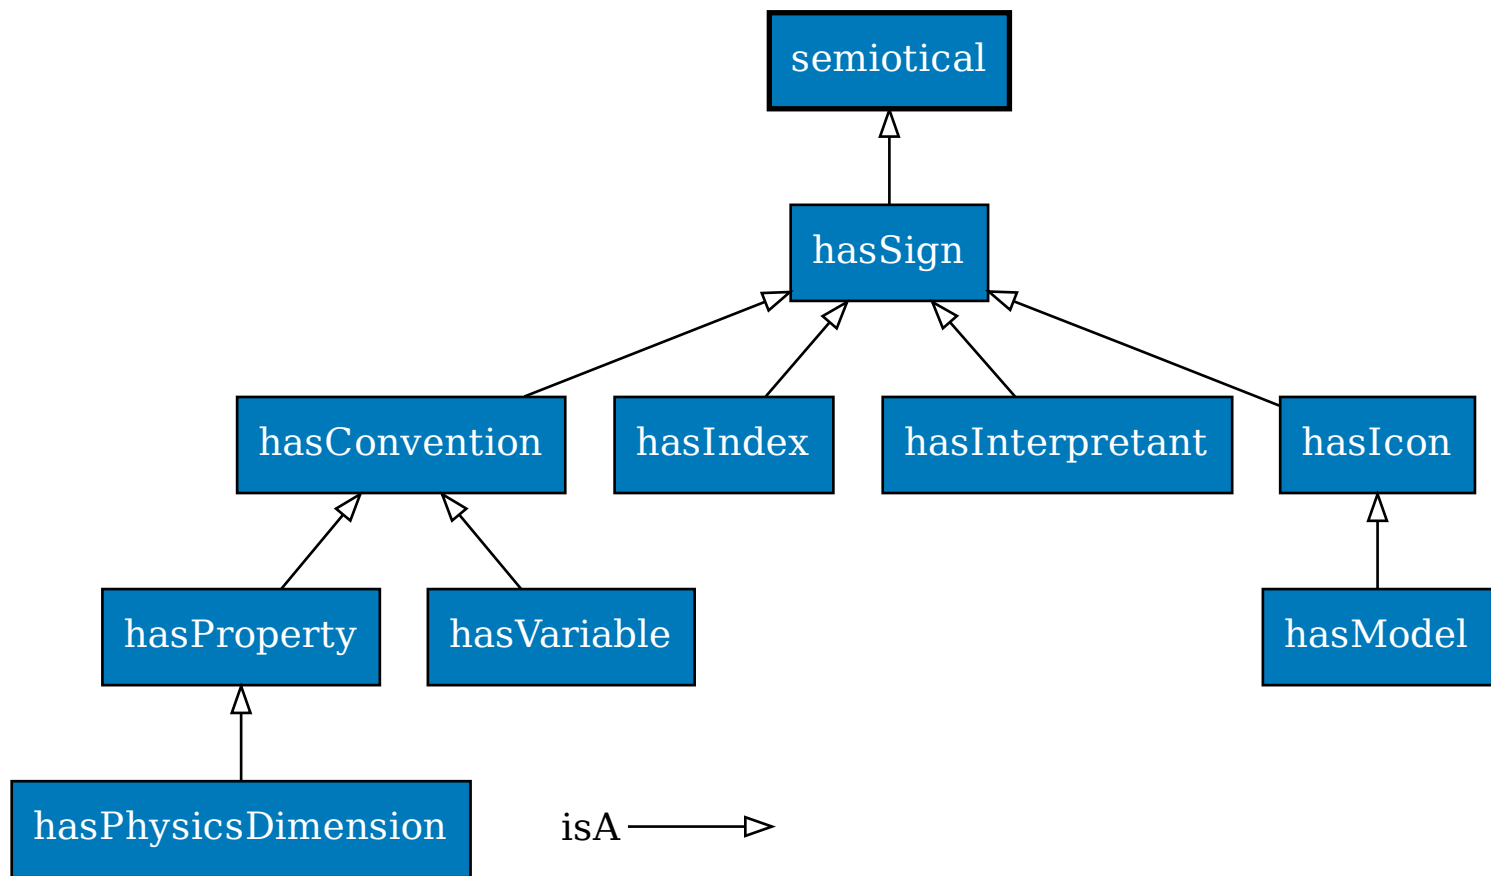 semiotical
hasSign
hasConvention
hasIndex
hasInterpretant
hasIcon
hasProperty
hasVariable
hasModel
hasPhysicsDimension
isA